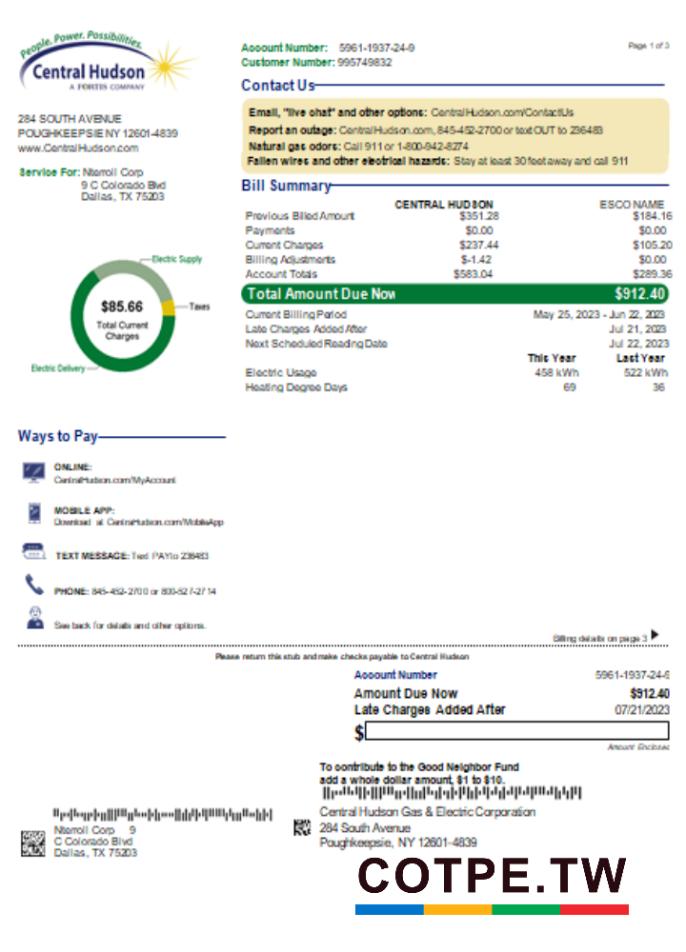 People. Power. Possibilities.
Central Hudson
A FORTIS COMPANY
284 SOUTH AVENUE
POUGHKEEPSIE NY 12601-4839
www.CentralHudson.com
Service For: Nterroll Corp
9 C Colorado Blvd
Dallas, TX 75203
Account Number: 5961-1937-24-9
Customer Number: 995749832
Page 1 of 3
Contact Us
Email, "live chat" and other options: CentralHudson.com/ContactUs
Report an outage: CentralHudson.com, 845-452-2700 or text OUT to 236483
Natural gas odors: Call 911 or 1-800-942-8274
Fallen wires and other electrical hazards: Stay at least 30 feet away and call 911
Bill Summary
CENTRAL HUDSON ESCO NAME
Previous Billed Amount $351.28 $184.16
Payments $0.00 $0.00
Current Charges $237.44 $105.20
Billing Adjustments $-1.42 $0.00
Account Totals $583.04 $289.36
Total Amount Due Now $912.40
Current Billing Period May 25, 2023 - Jun 22, 2023
Late Charges Added After Jul 21, 2023
Next Scheduled Reading Date Jul 22, 2023
This Year Last Year
Electric Usage 458 kWh 522 kWh
Heating Degree Days 69 36
Electric Supply
$85.66
Total Current
Charges
Taxes
Electric Delivery
Ways to Pay
ONLINE:
CentralHudson.com/MyAccount
MOBILE APP:
Download at CentralHudson.com/MobileApp
TEXT MESSAGE: Text PAY to 236483
PHONE: 845-452-2700 or 800-527-2714
See back for details and other options.
Billing details on page 3
Please return this stub and make checks payable to Central Hudson
Account Number 5961-1937-24-9
Amount Due Now $912.40
Late Charges Added After 07/21/2023
$
Amount Enclosed
To contribute to the Good Neighbor Fund
add a whole dollar amount, $1 to $10.
Central Hudson Gas & Electric Corporation
284 South Avenue
Poughkeepsie, NY 12601-4839
Nterroll Corp 9
C Colorado Blvd
Dallas, TX 75203
COTPE.TW